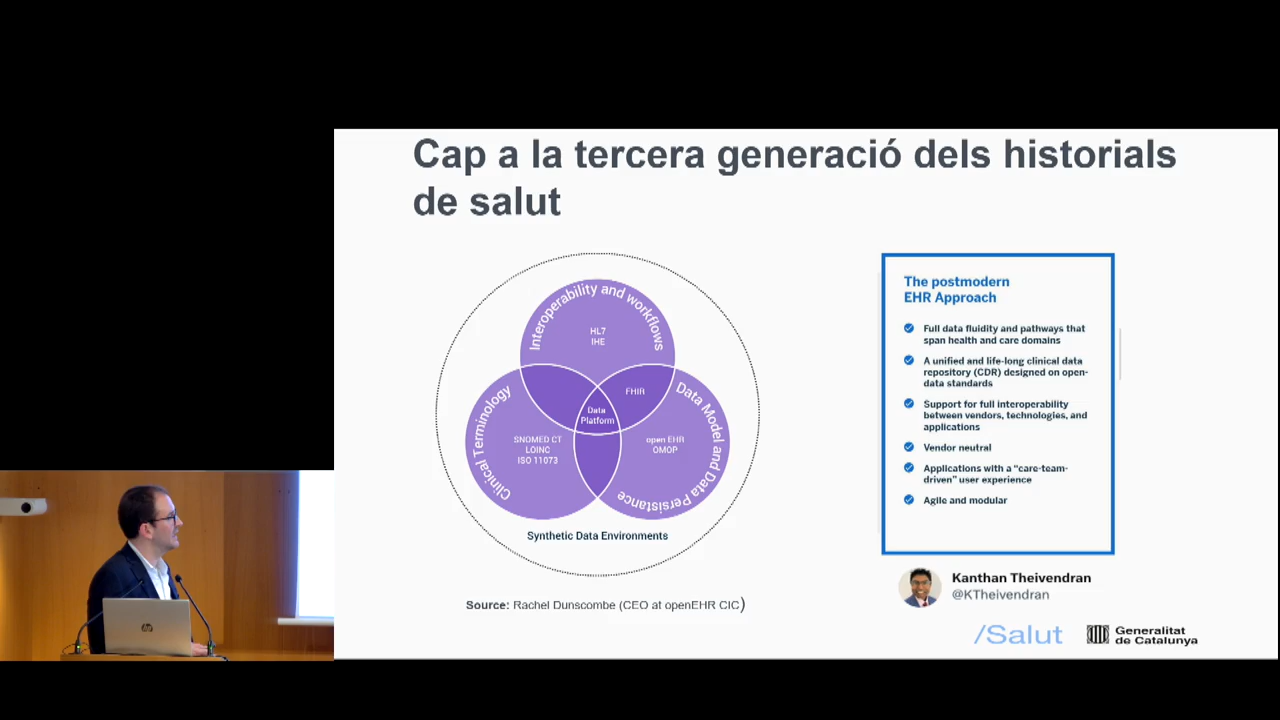 Cap a la tercera generació dels historials
de salut
Interoperability and workflows
HL7
IHE
FHIR
Data
Platform
Clinical Terminology
SNOMED CT
LOINC
ISO 11073
Data Model and Data Persistance
open EHR
OMOP
Synthetic Data Environments
Source: Rachel Dunscombe (CEO at openEHR CIC)
The postmodern
EHR Approach
Full data fluidity and pathways that
span health and care domains
A unified and life-long clinical data
repository (CDR) designed on open-
data standards
Support for full interoperability
between vendors, technologies, and
applications
Vendor neutral
Applications with a “care-team-
driven” user experience
Agile and modular
Kanthan Theivendran
@KTheivendran
/Salut
Generalitat
de Catalunya
hp